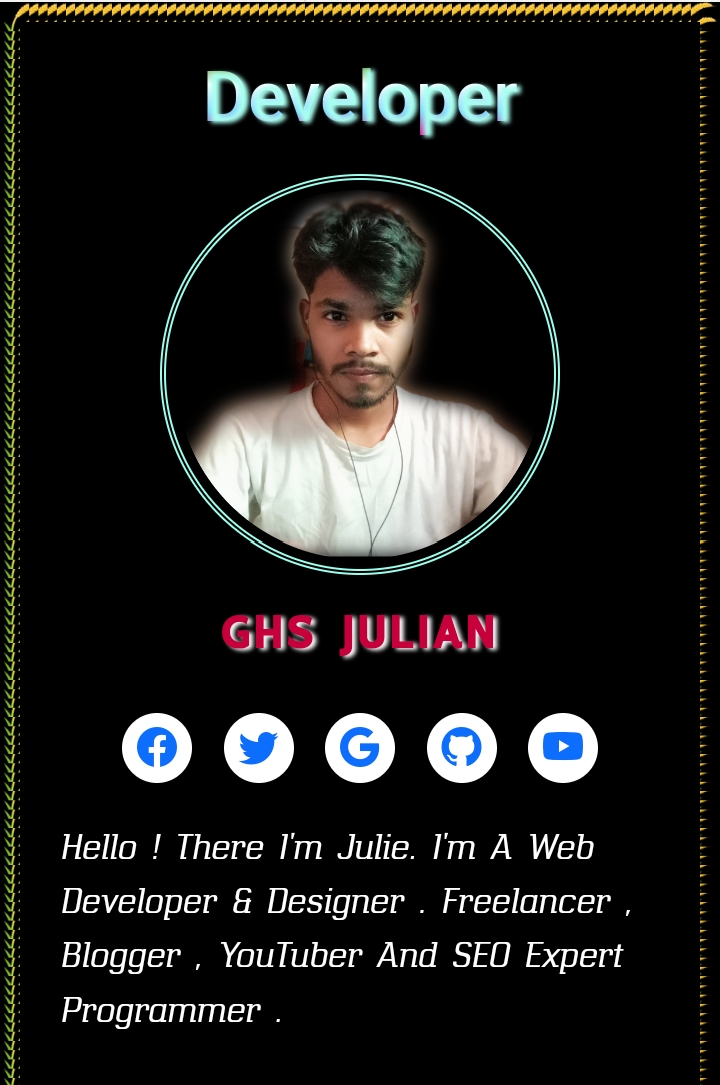 Developer
GHS JULIAN
Hello ! There I'm Julie. I'm A Web
Developer & Designer . Freelancer ,
Blogger , YouTuber And SEO Expert
Programmer .